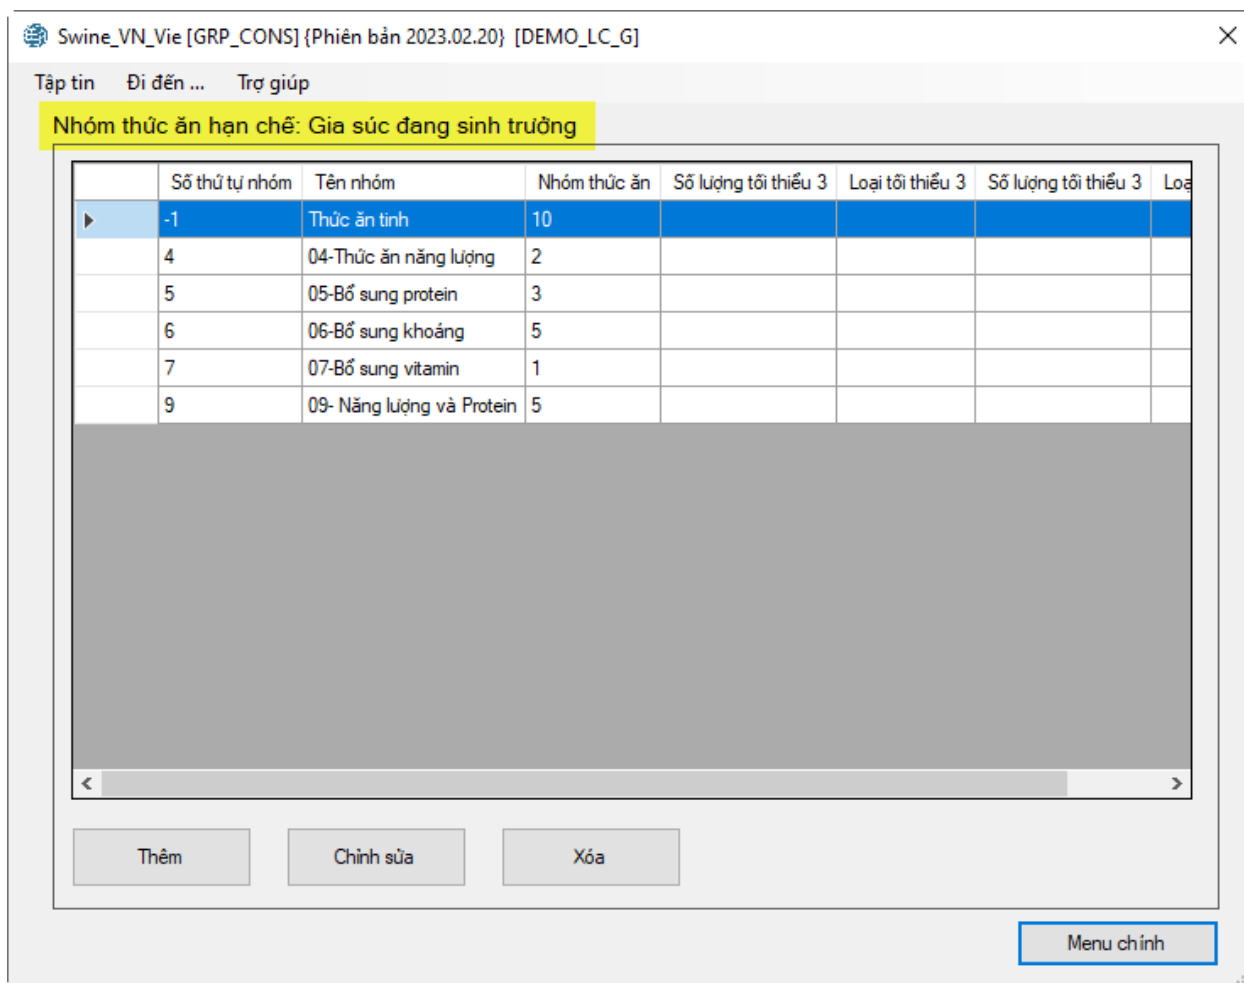 Swine_VN_Vie [GRP_CONS] {Phiên bản 2023.02.20} [DEMO_LC_G]
Tập tin Đi đến ... Trợ giúp
Nhóm thức ăn hạn chế: Gia súc đang sinh trưởng
Số thứ tự nhóm Tên nhóm Nhóm thức ăn Số lượng tối thiểu 3 Loại tối thiểu 3 Số lượng tối thiểu 3 Loạ
-1 Thức ăn tinh 10
4 04-Thức ăn năng lượng 2
5 05-Bổ sung protein 3
6 06-Bổ sung khoáng 5
7 07-Bổ sung vitamin 1
9 09- Năng lượng và Protein 5
Thêm Chỉnh sửa Xóa
Menu chính